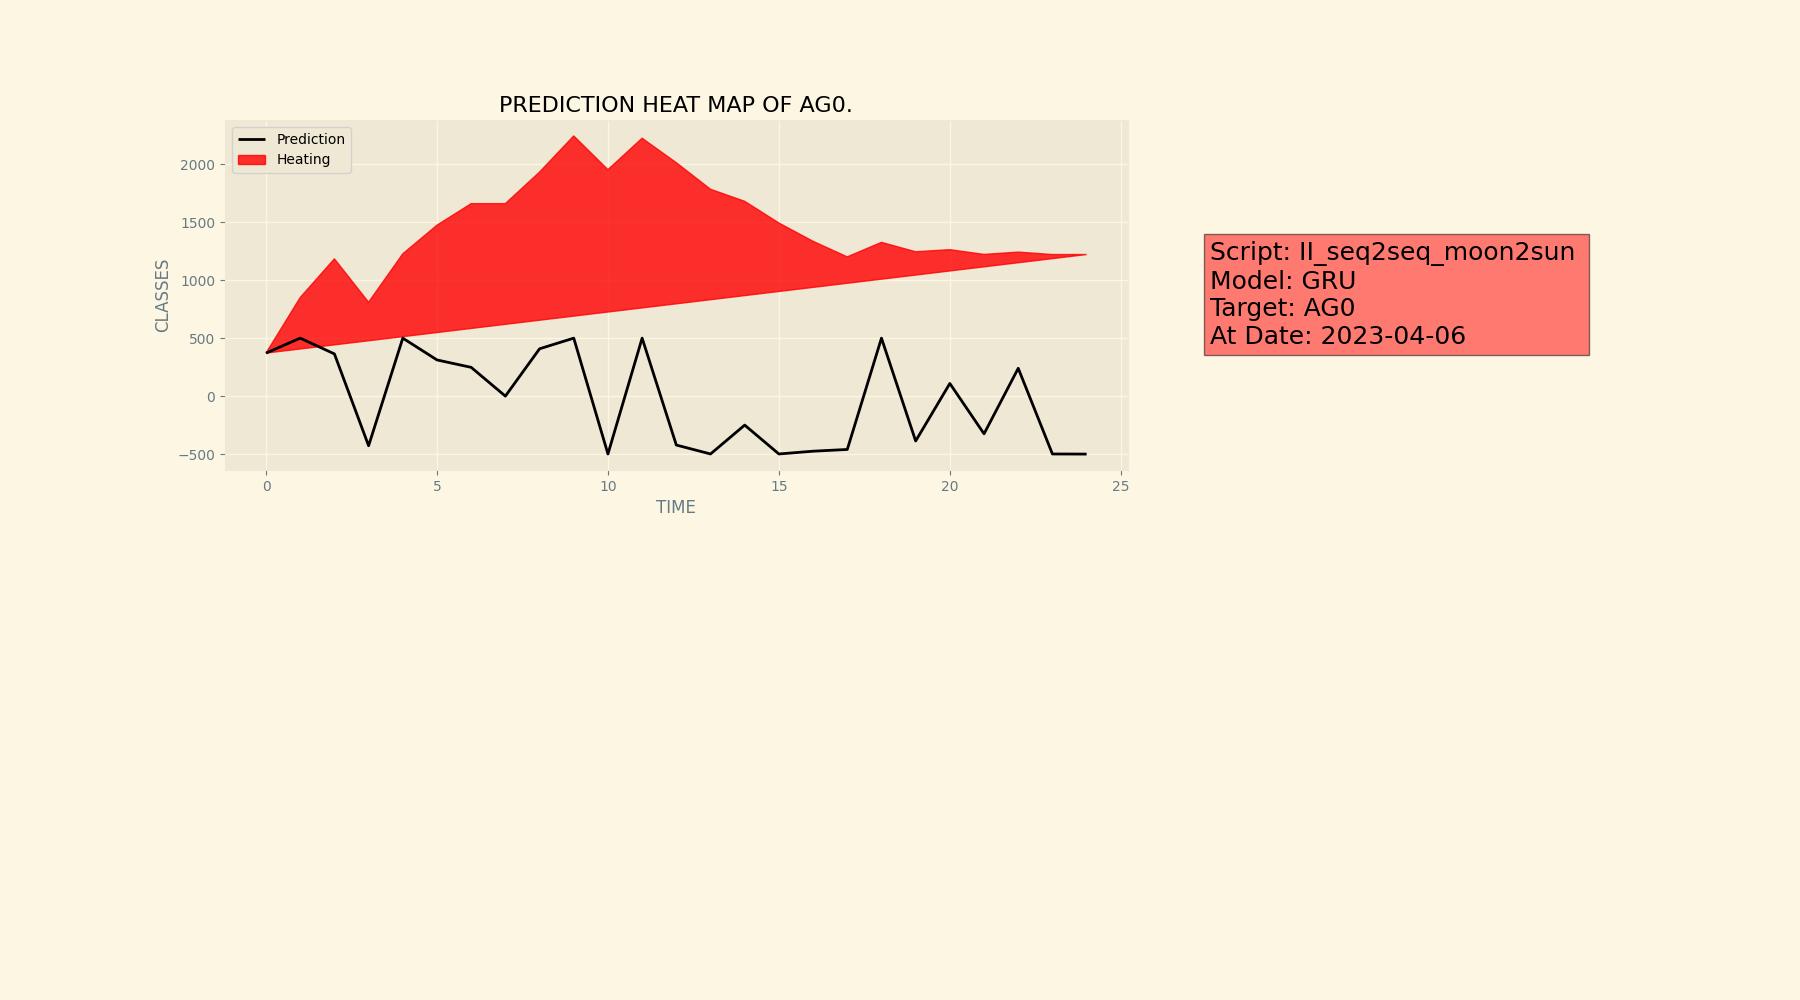 PREDICTION HEAT MAP OF AG0.
Prediction
Heating
2000
1500
1000
500
0
−500
CLASSES
0 5 10 15 20 25
TIME
Script: II_seq2seq_moon2sun
Model: GRU
Target: AG0
At Date: 2023-04-06